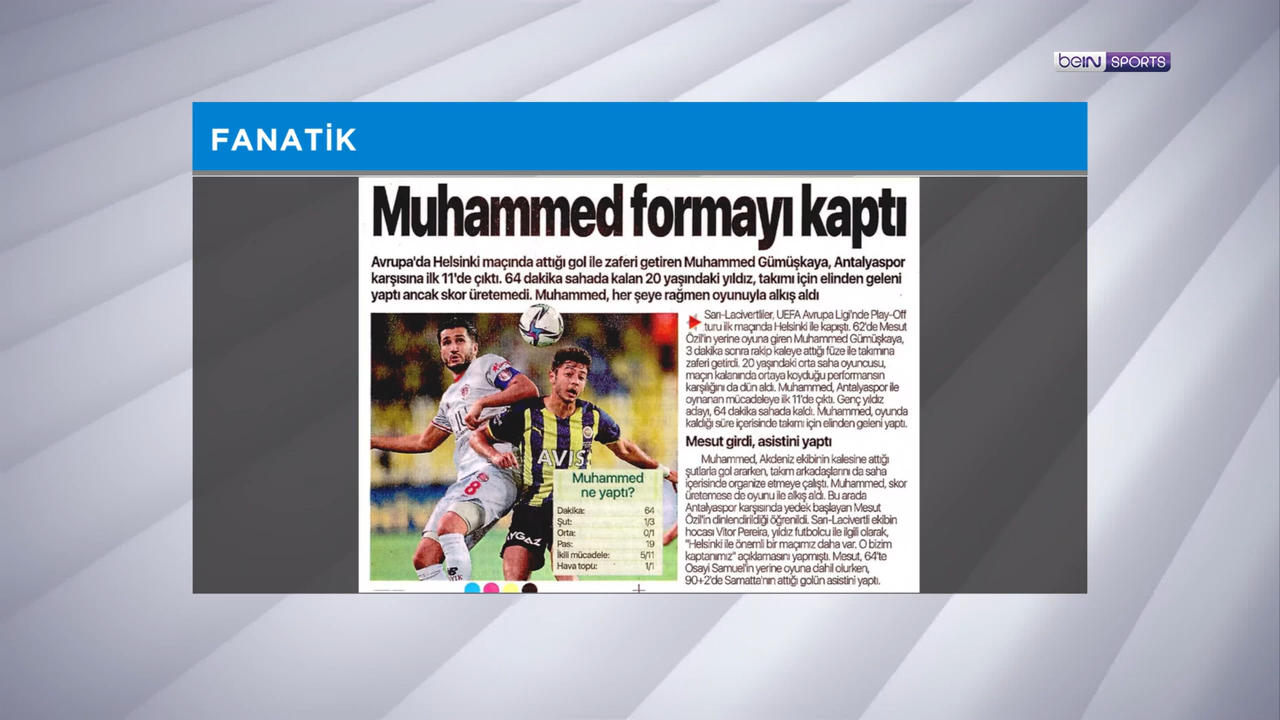 beIN SPORTS
FANATİK
Muhammed formayı kaptı
Avrupa'da Helsinki maçında attığı gol ile zaferi getiren Muhammed Gümüşkaya, Antalyaspor
karşısına ilk 11'de çıktı. 64 dakika sahada kalan 20 yaşındaki yıldız, takımı için elinden geleni
yaptı ancak skor üretemedi. Muhammed, her şeye rağmen oyunuyla alkış aldı
Sarı-Lacivertliler, UEFA Avrupa Ligi'nde Play-Off
turu ilk maçında Helsinki ile kapıştı. 62'de Mesut
Özil'in yerine oyuna giren Muhammed Gümüşkaya,
3 dakika sonra rakip kaleye attığı füze ile takımına
zaferi getirdi. 20 yaşındaki orta saha oyuncusu,
maçın kalanında ortaya koyduğu performansın
karşılığını da dün aldı. Muhammed, Antalyaspor ile
oynanan mücadeleye ilk 11'de çıktı. Genç yıldız
adayı, 64 dakika sahada kaldı. Muhammed, oyunda
kaldığı süre içerisinde takımı için elinden geleni yaptı.
Mesut girdi, asistini yaptı
Muhammed, Akdeniz ekibinin kalesine attığı
şutlarla gol ararken, takım arkadaşlarını da saha
içerisinde organize etmeye çalıştı. Muhammed, skor
üretemese de oyunu ile alkış aldı. Bu arada
Antalyaspor karşısında yedek başlayan Mesut
Özil'in dinlendirildiği öğrenildi. Sarı-Lacivertli ekibin
hocası Vitor Pereira, yıldız futbolcu ile ilgili olarak,
"Helsinki ile önemli bir maçımız daha var. O bizim
kaptanımız" açıklamasını yapmıştı. Mesut, 64'te
Osayi Samuel'in yerine oyuna dahil olurken,
90+2'de Samatta'nın attığı golün asistini yaptı.
AVIS
8
AYGAZ
Muhammed
ne yaptı?
Dakika: 64
Şut: 1/3
Orta: 0/1
Pas: 19
İkili mücadele: 5/11
Hava topu: 1/1